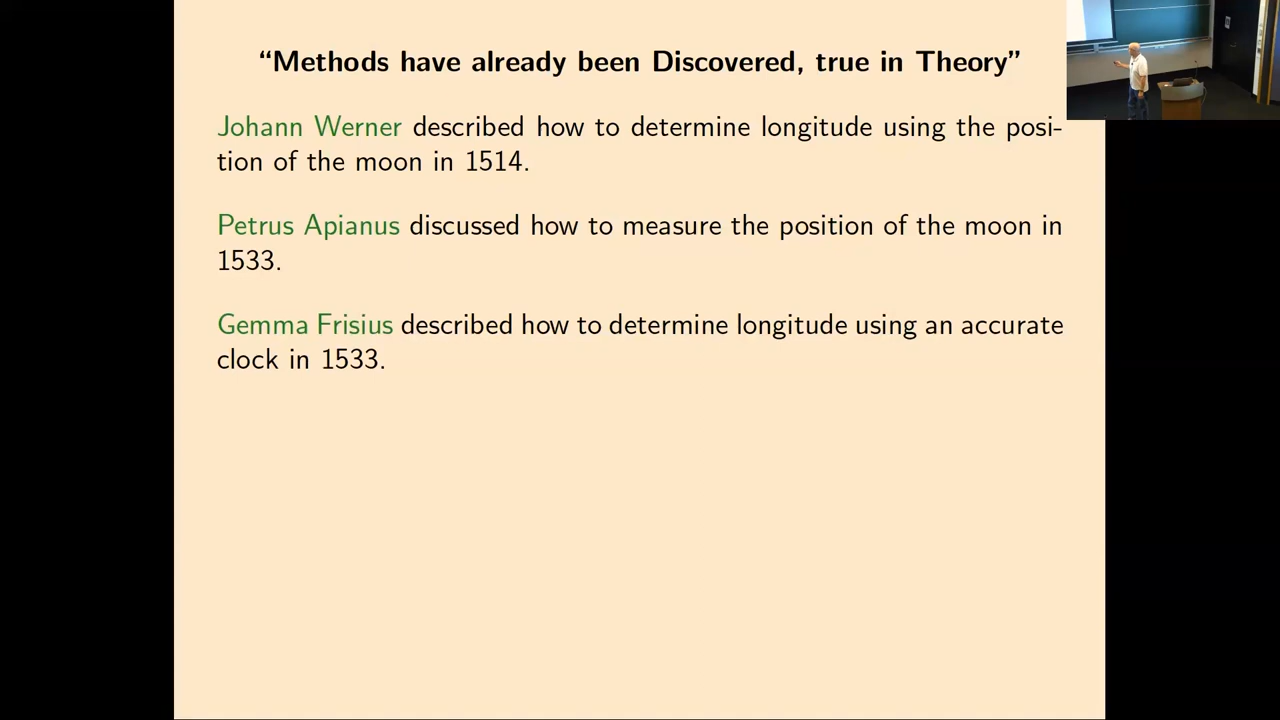 “Methods have already been Discovered, true in Theory”
Johann Werner described how to determine longitude using the posi-
tion of the moon in 1514.
Petrus Apianus discussed how to measure the position of the moon in
1533.
Gemma Frisius described how to determine longitude using an accurate
clock in 1533.